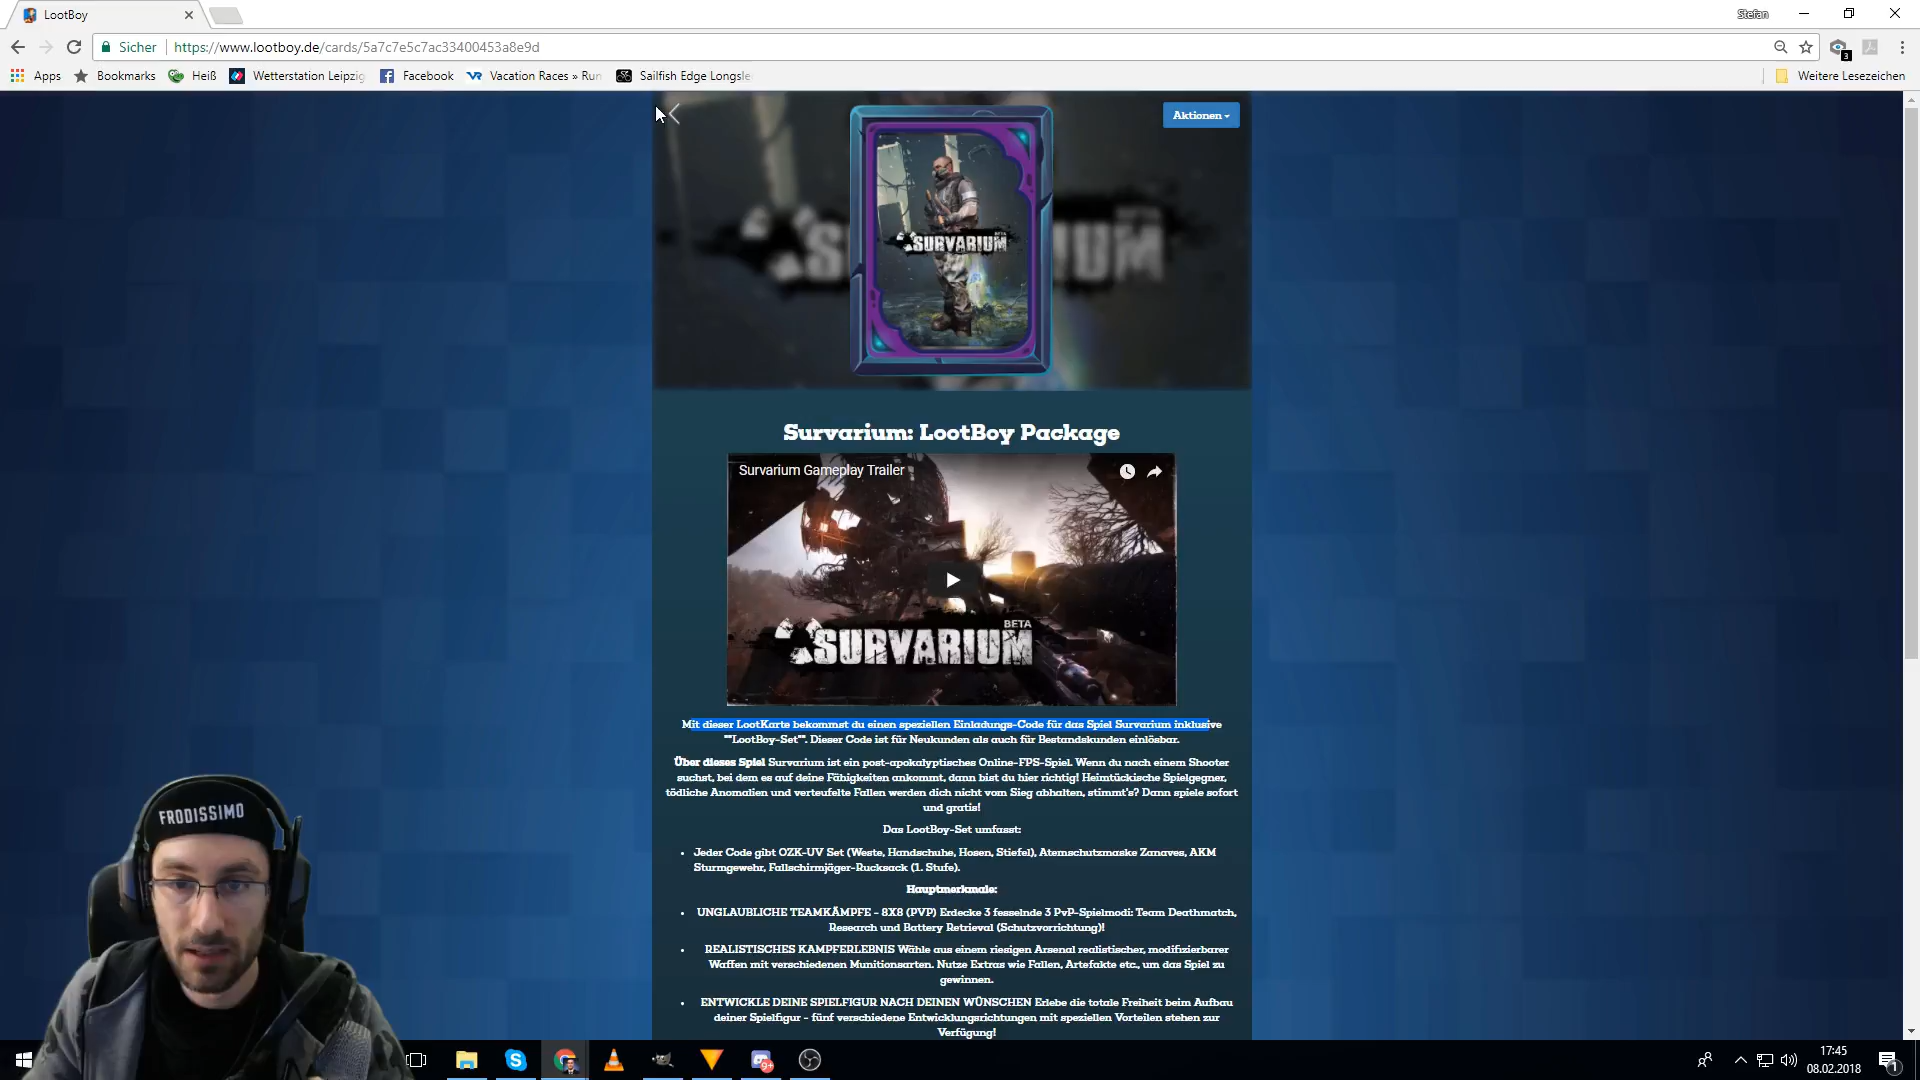 LootBoy
Stefan
Sicher
https://www.lootboy.de/cards/5a7c7e5c7ac33400453a8e9d
3
Apps
Bookmarks
Heiß
Wetterstation Leipzig
Facebook
Vacation Races » Run
Sailfish Edge Longsle
Weitere Lesezeichen
Aktionen
SURVARIUM
BETA
Survarium: LootBoy Package
Survarium Gameplay Trailer
BETA
SURVARIUM
Mit dieser LootKarte bekommst du einen speziellen Einladungs-Code für das Spiel Survarium inklusive
""LootBoy-Set"". Dieser Code ist für Neukunden als auch für Bestandskunden einlösbar.
Über dieses Spiel Survarium ist ein post-apokalyptisches Online-FPS-Spiel. Wenn du nach einem Shooter
suchst, bei dem es auf deine Fähigkeiten ankommt, dann bist du hier richtig! Heimtückische Spielgegner,
tödliche Anomalien und verteufelte Fallen werden dich nicht vom Sieg abhalten, stimmt's? Dann spiele sofort
und gratis!
Das LootBoy-Set umfasst:
• Jeder Code gibt OZK-UV Set (Weste, Handschuhe, Hosen, Stiefel), Atemschutzmaske Zanaves, AKM
Sturmgewehr, Fallschirmjäger-Rucksack (1. Stufe).
Hauptmerkmale:
• UNGLAUBLICHE TEAMKÄMPFE - 8X8 (PVP) Erdecke 3 fesselnde 3 PvP-Spielmodi: Team Deathmatch,
Research und Battery Retrieval (Schutzvorrichtung)!
• REALISTISCHES KAMPFERLEBNIS Wähle aus einem riesigen Arsenal realistischer, modifizierbarer
Waffen mit verschiedenen Munitionsarten. Nutze Extras wie Fallen, Artefakte etc., um das Spiel zu
gewinnen.
• ENTWICKLE DEINE SPIELFIGUR NACH DEINEN WÜNSCHEN Erlebe die totale Freiheit beim Aufbau
deiner Spielfigur - fünf verschiedene Entwicklungsrichtungen mit speziellen Vorteilen stehen zur
Verfügung!
FRODISSIMO
9+
17:45
08.02.2018
1